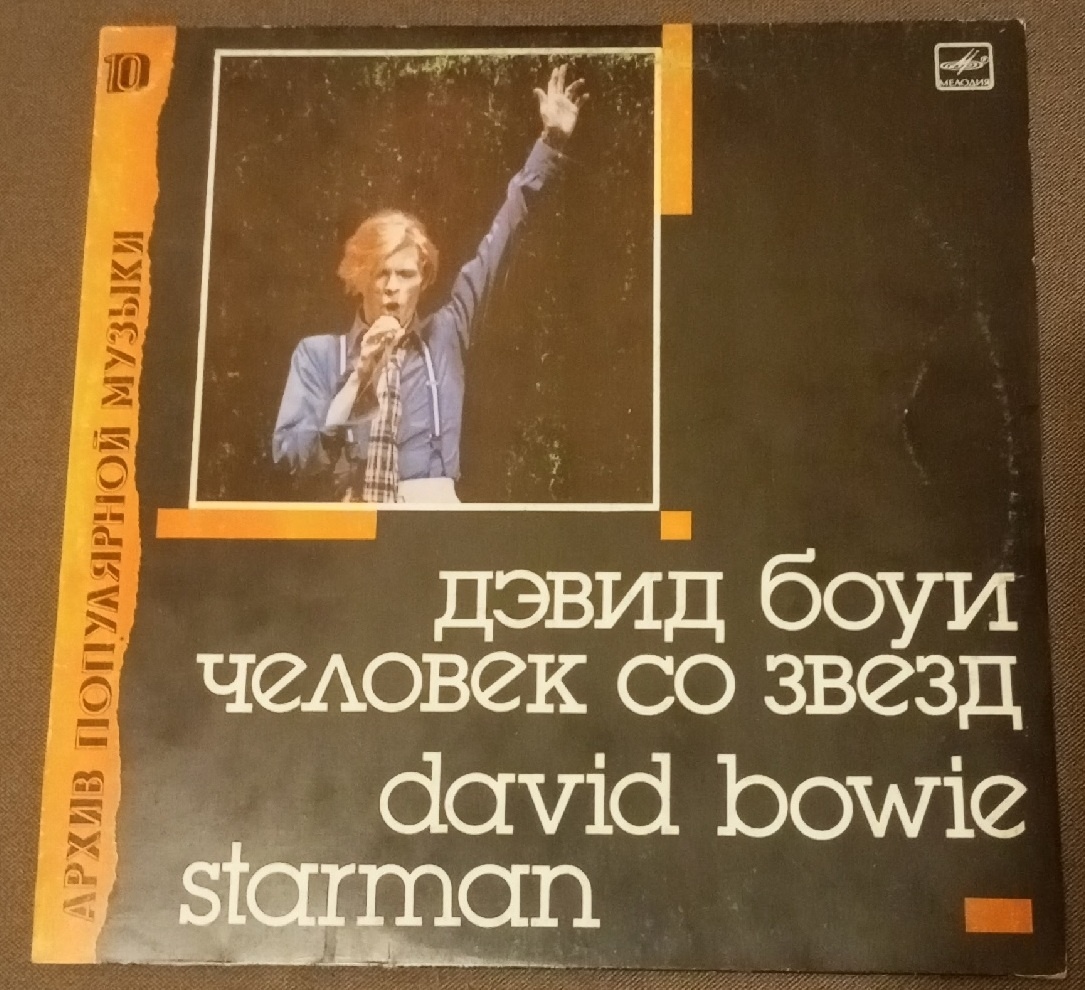 10
АРХИВ ПОПУЛЯРНОЙ МУЗЫКИ
МЕЛОДИЯ
дэвид боуи
человек со звезд
david bowie
starman